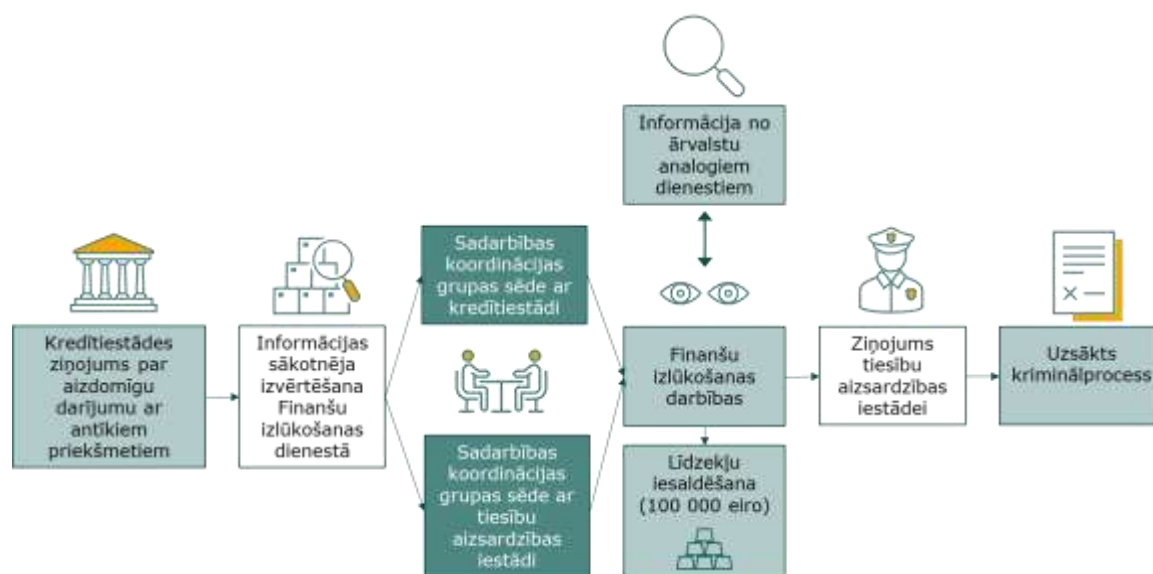 Kredītiestādes
ziņojums par
aizdomīgu
darījumu ar
antīkiem
priekšmetiem
Informācijas
sākotnēja
izvērtēšana
Finanšu
izlūkošanas
dienestā
Sadarbības
koordinācijas
grupas sēde ar
kredītiestādi
Sadarbības
koordinācijas
grupas sēde ar
tiesību
aizsardzības
iestādi
Informācija no
ārvalstu
analogiem
dienestiem
Finanšu
izlūkošanas
darbības
Līdzekļu
iesaldēšana
(100 000 eiro)
Ziņojums
tiesību
aizsardzības
iestādei
Uzsākts
kriminālprocess